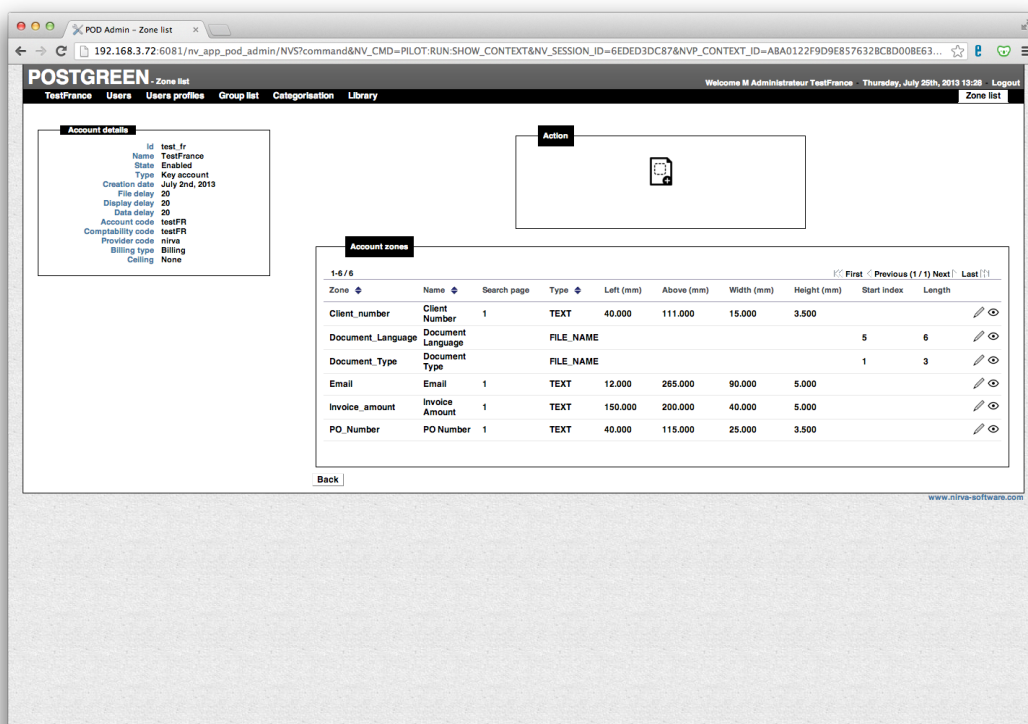 POD Admin – Zone list
192.168.3.72:6081/nv_app_pod_admin/NVS?command&NV_CMD=PILOT:RUN:SHOW_CONTEXT&NV_SESSION_ID=6EDED3DC87&NVP_CONTEXT_ID=ABA0122F9D9E857632BCBD00BE63...
POSTGREEN - Zone list
Welcome M Administrateur TestFrance - Thursday, July 25th, 2013 13:28 - Logout
TestFrance Users Users profiles Group list Categorisation Library Zone list
Account details
Id test_fr
Name TestFrance
State Enabled
Type Key account
Creation date July 2nd, 2013
File delay 20
Display delay 20
Data delay 20
Account code testFR
Comptability code testFR
Provider code nirva
Billing type Billing
Ceiling None
Action
Account zones
1-6 / 6 First Previous (1 / 1) Next Last
Zone Name Search page Type Left (mm) Above (mm) Width (mm) Height (mm) Start index Length
Client_number Client Number 1 TEXT 40.000 111.000 15.000 3.500
Document_Language Document Language FILE_NAME 5 6
Document_Type Document Type FILE_NAME 1 3
Email Email 1 TEXT 12.000 265.000 90.000 5.000
Invoice_amount Invoice Amount 1 TEXT 150.000 200.000 40.000 5.000
PO_Number PO Number 1 TEXT 40.000 115.000 25.000 3.500
Back
www.nirva-software.com